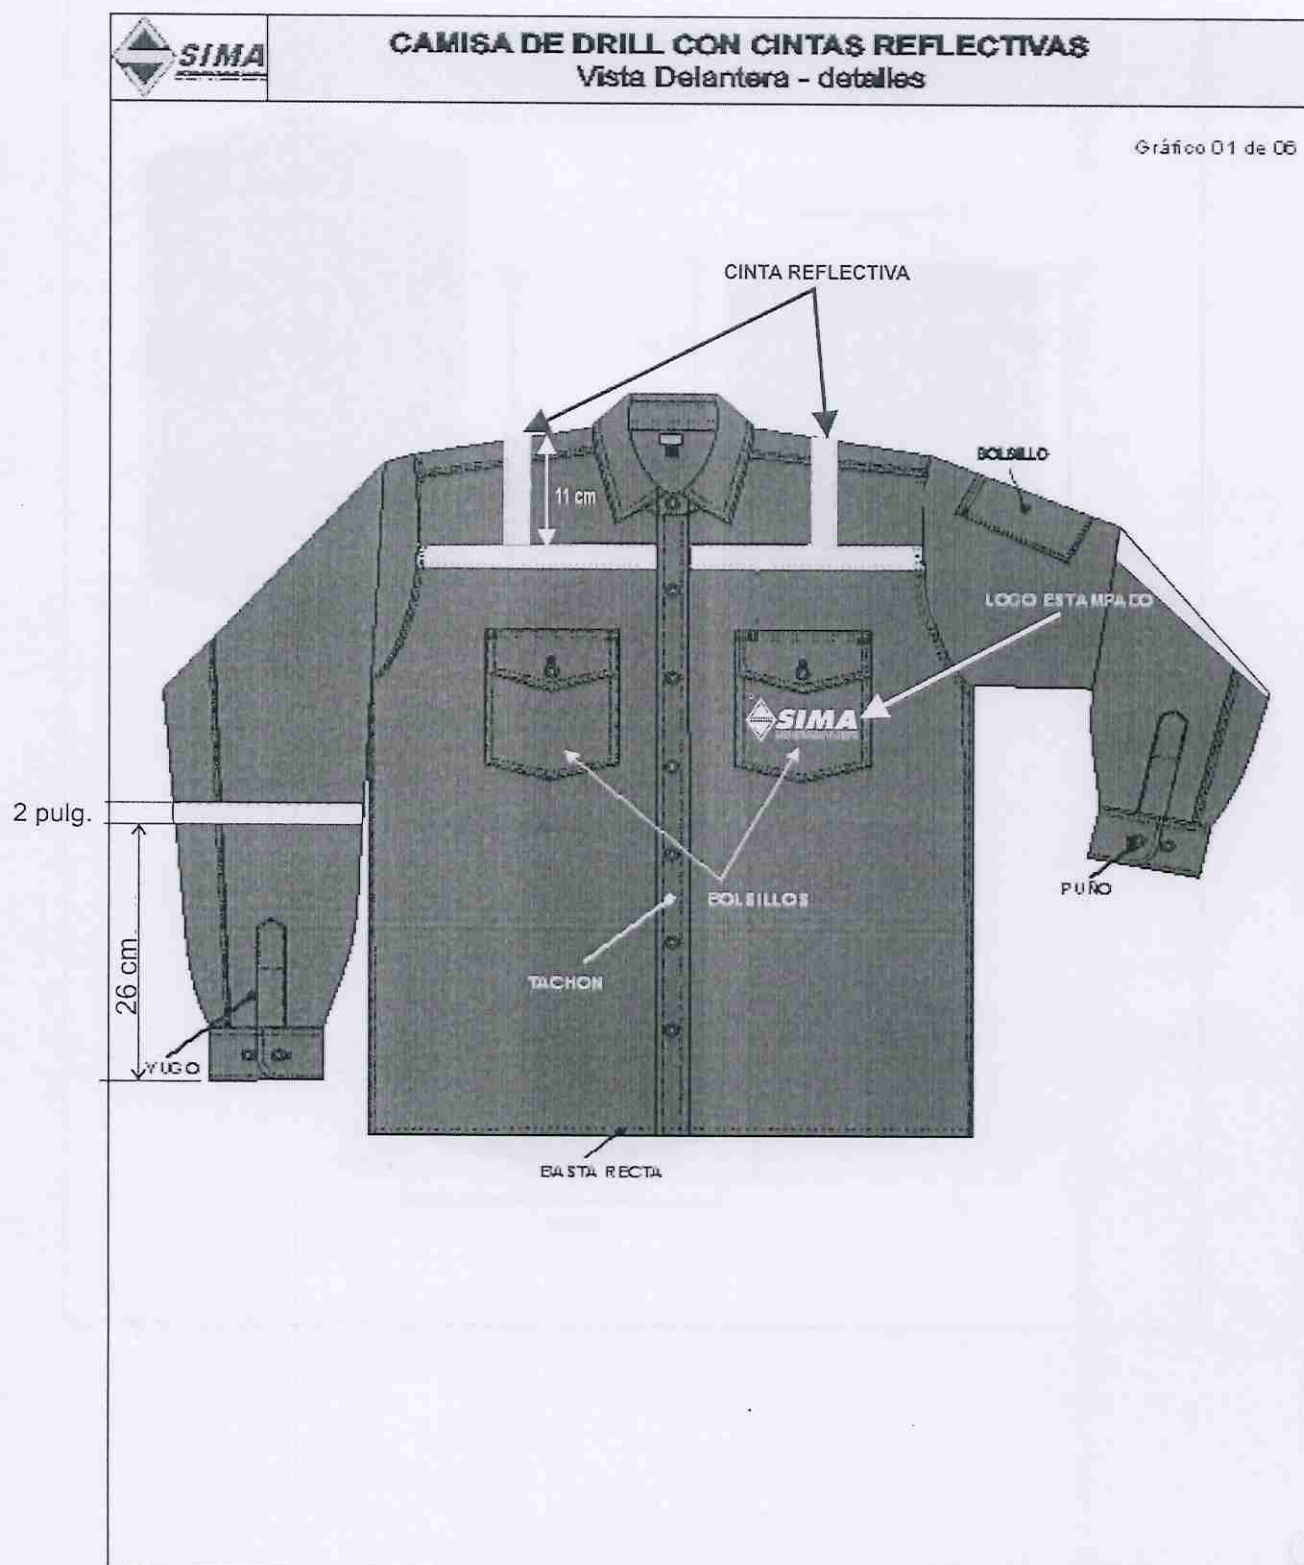 SIMA
CAMISA DE DRILL CON CINTAS REFLECTIVAS
Vista Delantera - detalles
Gráfico 01 de 06
CINTA REFLECTIVA
BOLSILLO
11 cm
LOGO ESTAMPADO
SIMA
2 pulg.
PUÑO
BOLSILLOS
26 cm.
TACHON
YUGO
BASTA RECTA